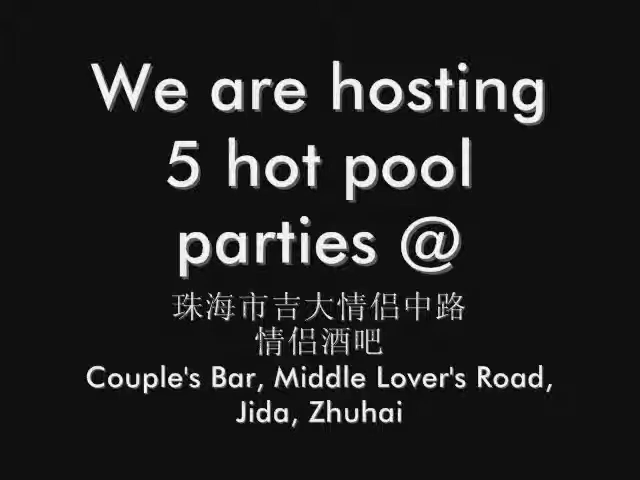 We are hosting
5 hot pool
parties @
珠海市吉大情侣中路
情侣酒吧
Couple's Bar, Middle Lover's Road,
Jida, Zhuhai